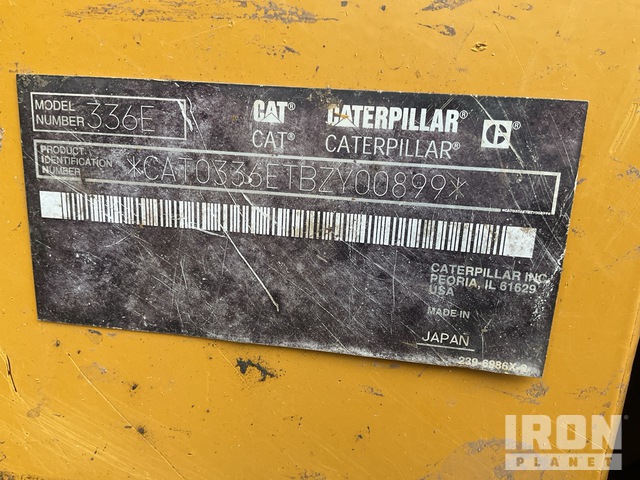 MODEL
NUMBER 336E
CAT® CATERPILLAR® C®
CAT® CATERPILLAR®
PRODUCT
IDENTIFICATION
NUMBER *CAT0336ETBZY00899*
*CAT0336ETBZY00899*
CATERPILLAR INC.
PEORIA, IL 61629
USA
MADE IN
JAPAN
IRON
PLANET